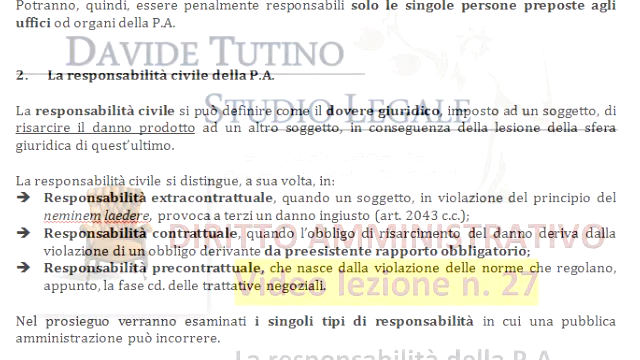 Potranno, quindi, essere penalmente responsabili solo le singole persone preposte agli
uffici od organi della P.A.
DAVIDE TUTINO
2. La responsabilità civile della P.A.
STUDIO LEGALE
La responsabilità civile si può definire come il dovere giuridico, imposto ad un soggetto, di
risarcire il danno prodotto ad un altro soggetto, in conseguenza della lesione della sfera
giuridica di quest'ultimo.
La responsabilità civile si distingue, a sua volta, in:
➔ Responsabilità extracontrattuale, quando un soggetto, in violazione del principio del
neminem laedere, provoca a terzi un danno ingiusto (art. 2043 c.c.);
➔ Responsabilità contrattuale, quando l'obbligo di risarcimento del danno deriva dalla
DIRITTO AMMINISTRATIVO
violazione di un obbligo derivante da preesistente rapporto obbligatorio;
➔ Responsabilità precontrattuale, che nasce dalla violazione delle norme che regolano,
appunto, la fase cd. delle trattative negoziali.
Video lezione n. 27
Nel prosieguo verranno esaminati i singoli tipi di responsabilità in cui una pubblica
amministrazione può incorrere.
La responsabilità della P.A.